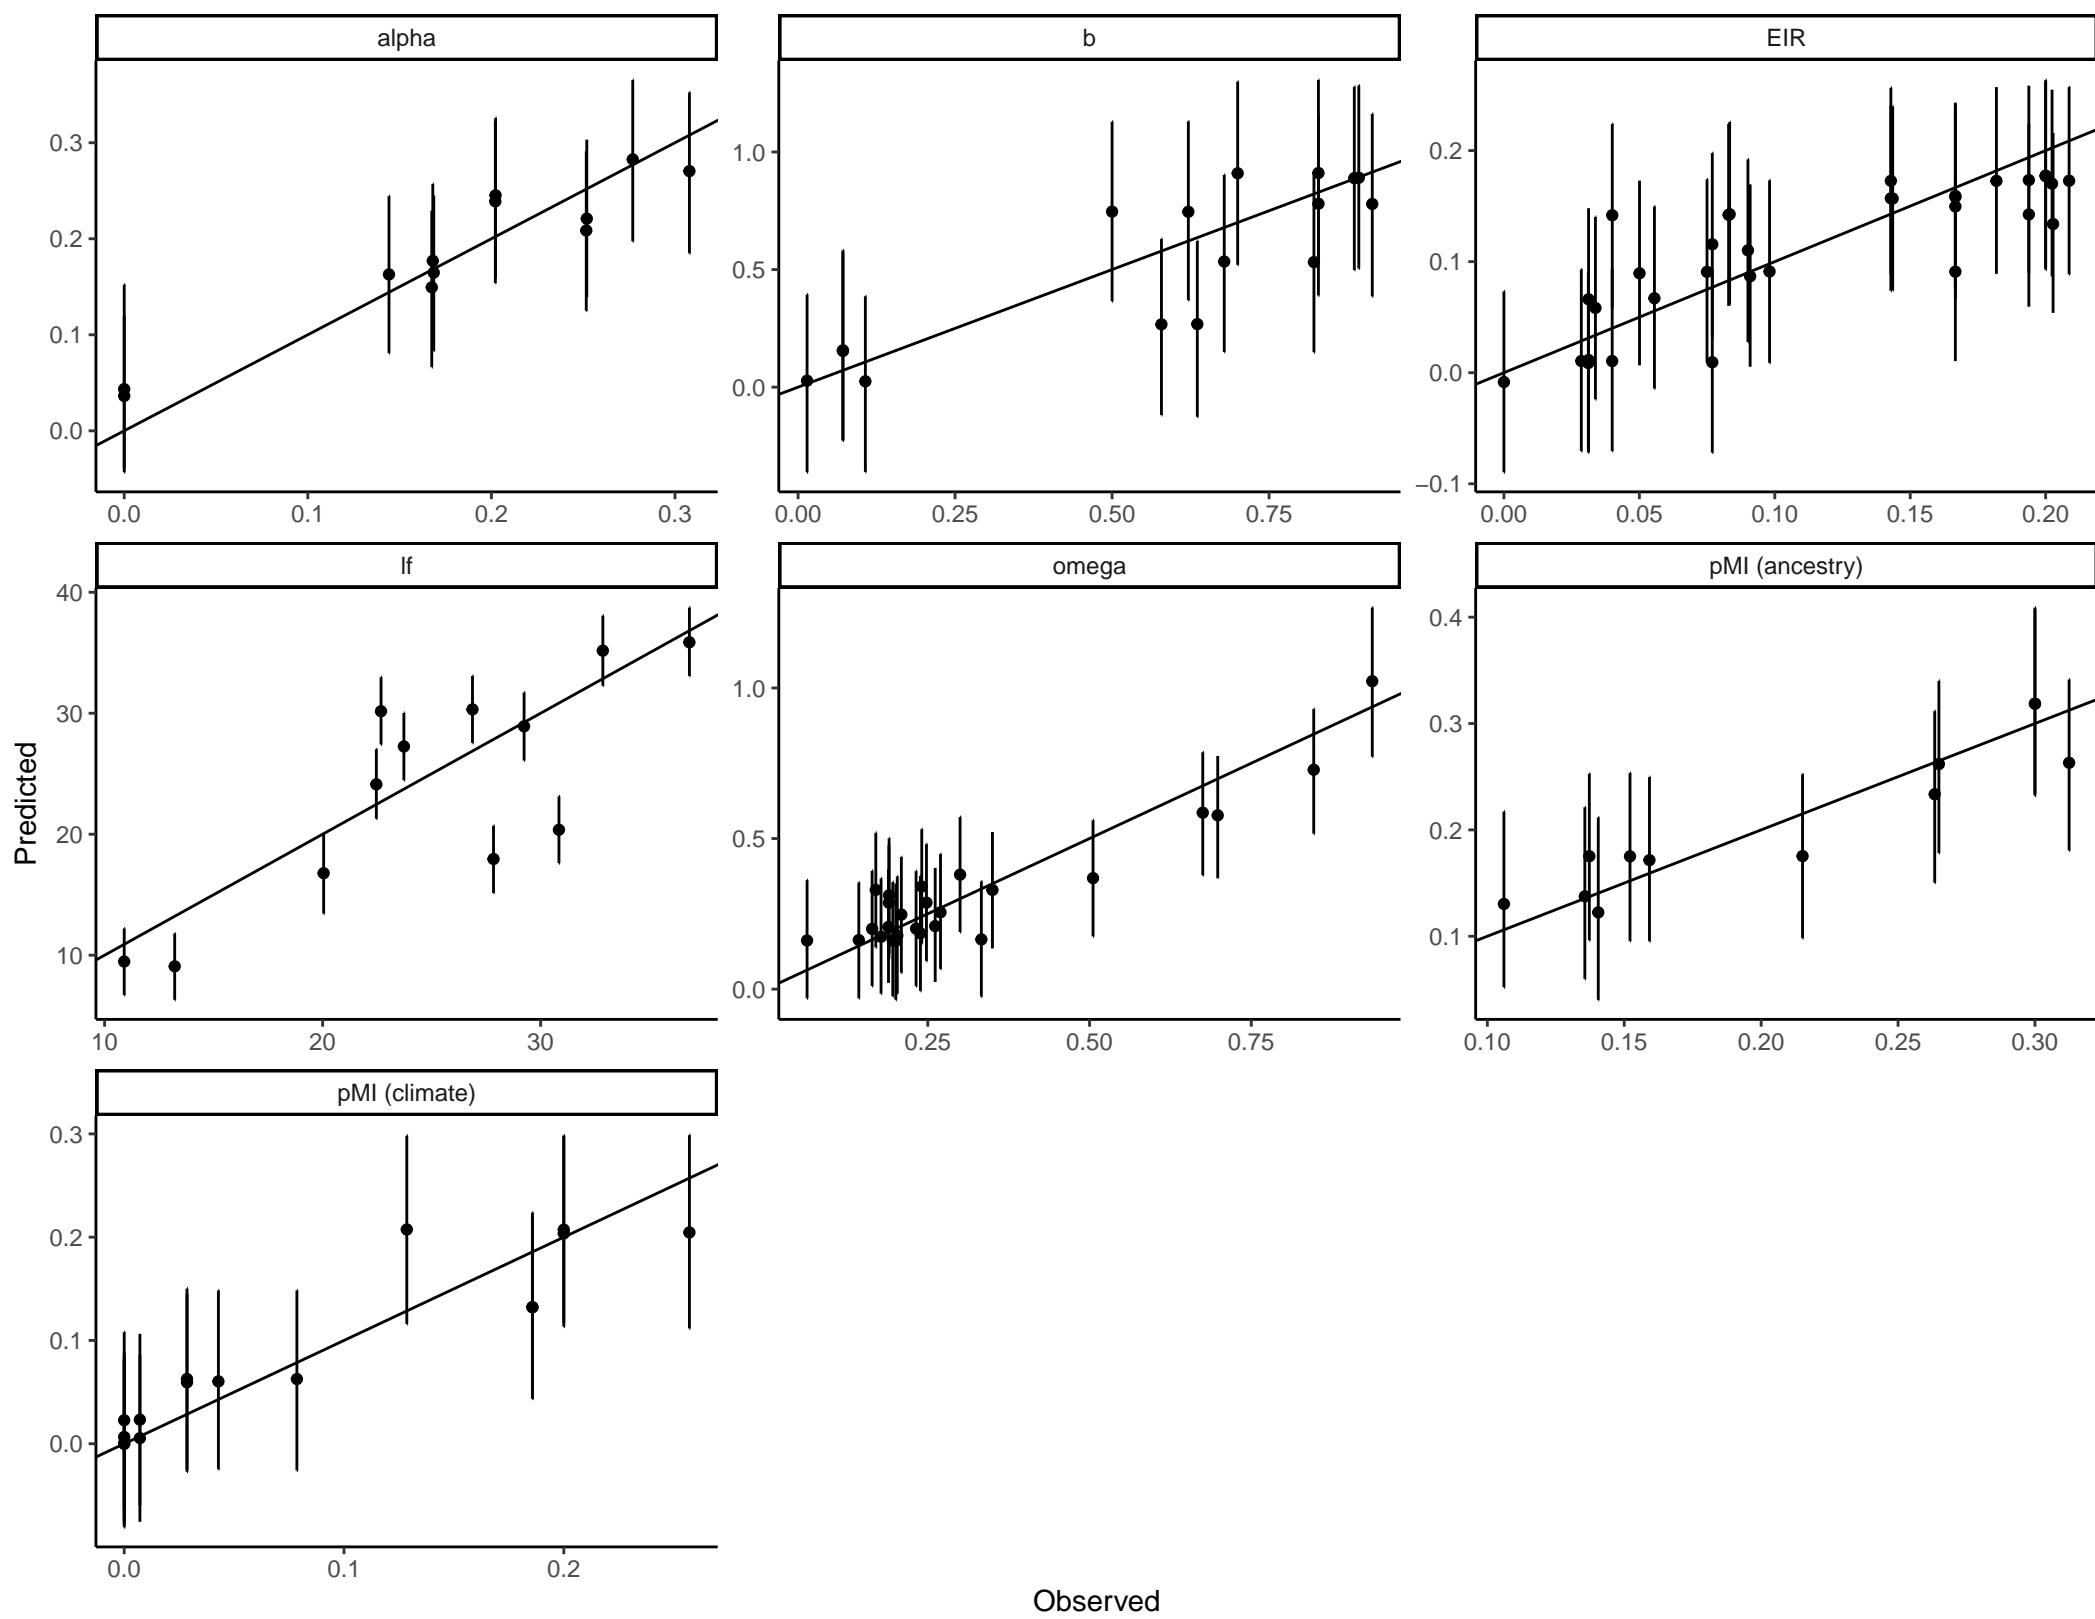 alpha
b
EIR
0.3
0.2
0.1
0.0
0.0 0.1 0.2 0.3
1.0
0.5
0.0
0.00 0.25 0.50 0.75
0.2
0.1
0.0
−0.1
0.00 0.05 0.10 0.15 0.20
lf
omega
pMI (ancestry)
40
30
20
10
10 20 30
1.0
0.5
0.0
0.25 0.50 0.75
0.4
0.3
0.2
0.1
0.10 0.15 0.20 0.25 0.30
pMI (climate)
0.3
0.2
0.1
0.0
0.0 0.1 0.2
Predicted
Observed